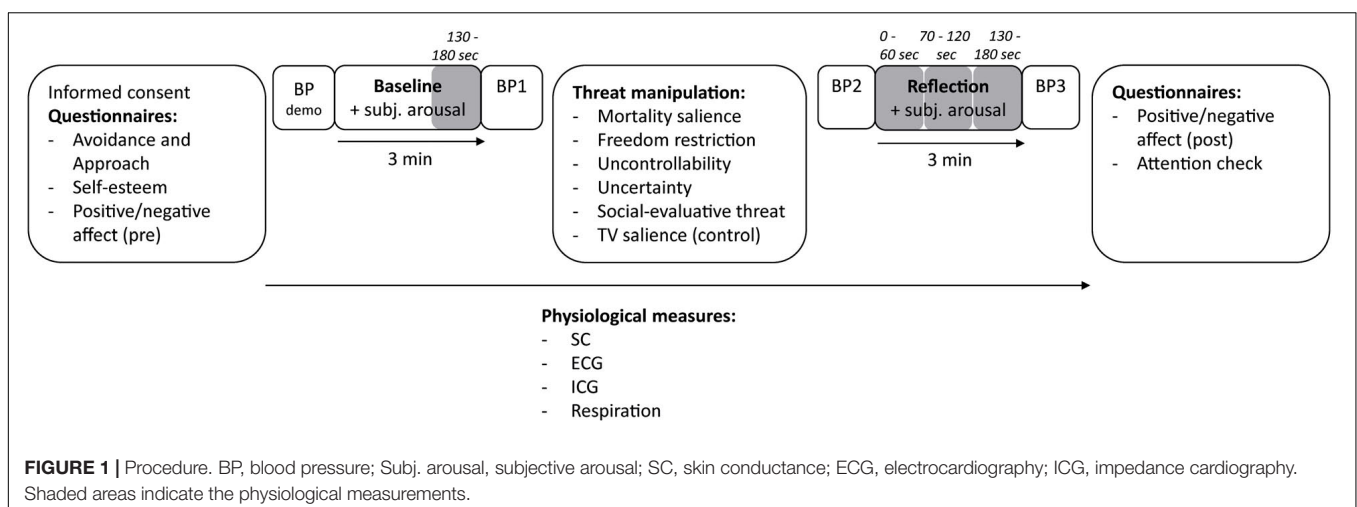 Informed consent
Questionnaires:
- Avoidance and
Approach
- Self-esteem
- Positive/negative
affect (pre)
BP
demo
130 -
180 sec
Baseline
+ subj. arousal
3 min
BP1
Threat manipulation:
- Mortality salience
- Freedom restriction
- Uncontrollability
- Uncertainty
- Social-evaluative threat
- TV salience (control)
BP2
0 -
60 sec
70 - 120
sec
130 -
180 sec
Reflection
+ subj. arousal
3 min
BP3
Questionnaires:
- Positive/negative
affect (post)
- Attention check
Physiological measures:
- SC
- ECG
- ICG
- Respiration
FIGURE 1 | Procedure. BP, blood pressure; Subj. arousal, subjective arousal; SC, skin conductance; ECG, electrocardiography; ICG, impedance cardiography.
Shaded areas indicate the physiological measurements.